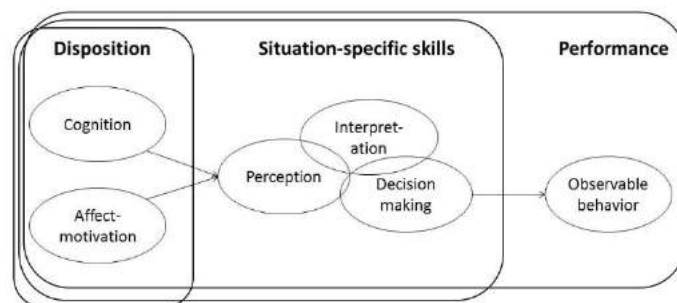 Disposition
Situation-specific skills
Performance
Cognition
Affect-
motivation
Perception
Interpret-
ation
Decision
making
Observable
behavior